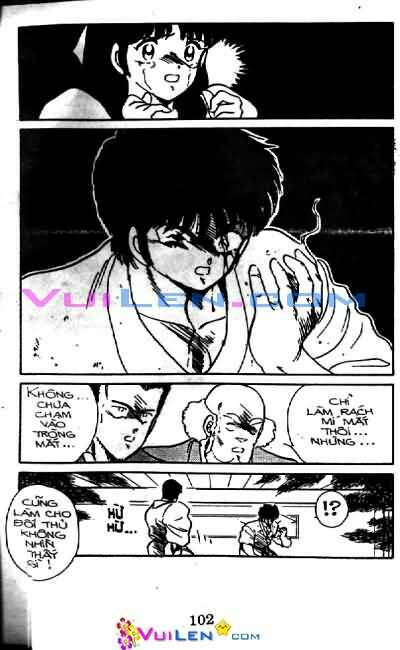 VuiLen.com
KHÔNG...
CHƯA
CHẠM
VÀO
TRÒNG
MẮT...
CHỈ
LÀM RÁCH
MI MẮT
THÔI...
NHƯNG...
CŨNG
LÀM CHO
ĐỐI THỦ
KHÔNG
NHÌN
THẤY
GÌ!
HỪ
HỪ...
!?
102
VuiLen.com